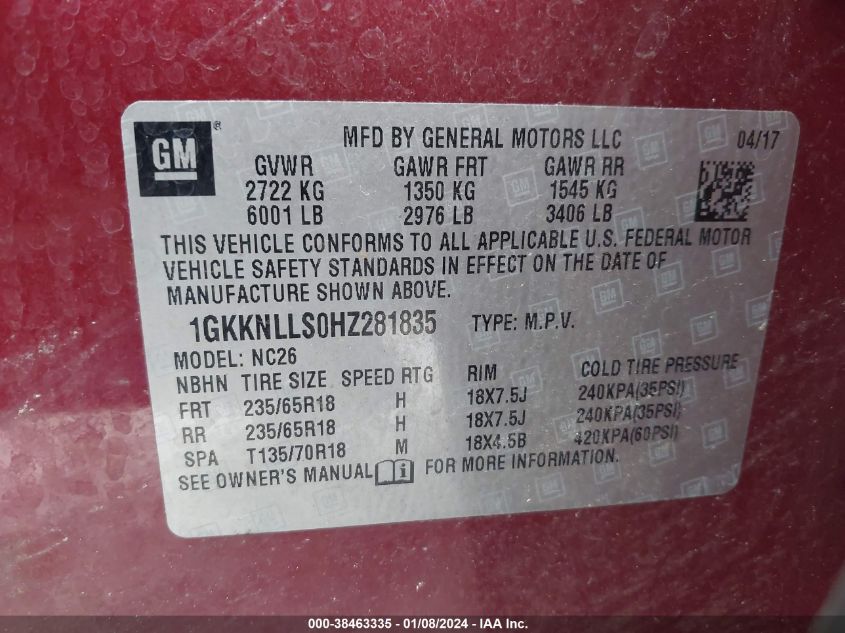 GM®
MFD BY GENERAL MOTORS LLC 04/17
GVWR GAWR FRT GAWR RR
2722 KG 1350 KG 1545 KG
6001 LB 2976 LB 3406 LB
THIS VEHICLE CONFORMS TO ALL APPLICABLE U.S. FEDERAL MOTOR
VEHICLE SAFETY STANDARDS IN EFFECT ON THE DATE OF
MANUFACTURE SHOWN ABOVE.
1GKKNLLS0HZ281835 TYPE: M.P.V.
MODEL: NC26
NBHN TIRE SIZE SPEED RTG RIM COLD TIRE PRESSURE
FRT 235/65R18 H 18X7.5J 240KPA(35PSI)
RR 235/65R18 H 18X7.5J 240KPA(35PSI)
SPA T135/70R18 M 18X4.5B 420KPA(60PSI)
SEE OWNER'S MANUAL i FOR MORE INFORMATION.
000-38463335 - 01/08/2024 - IAA Inc.